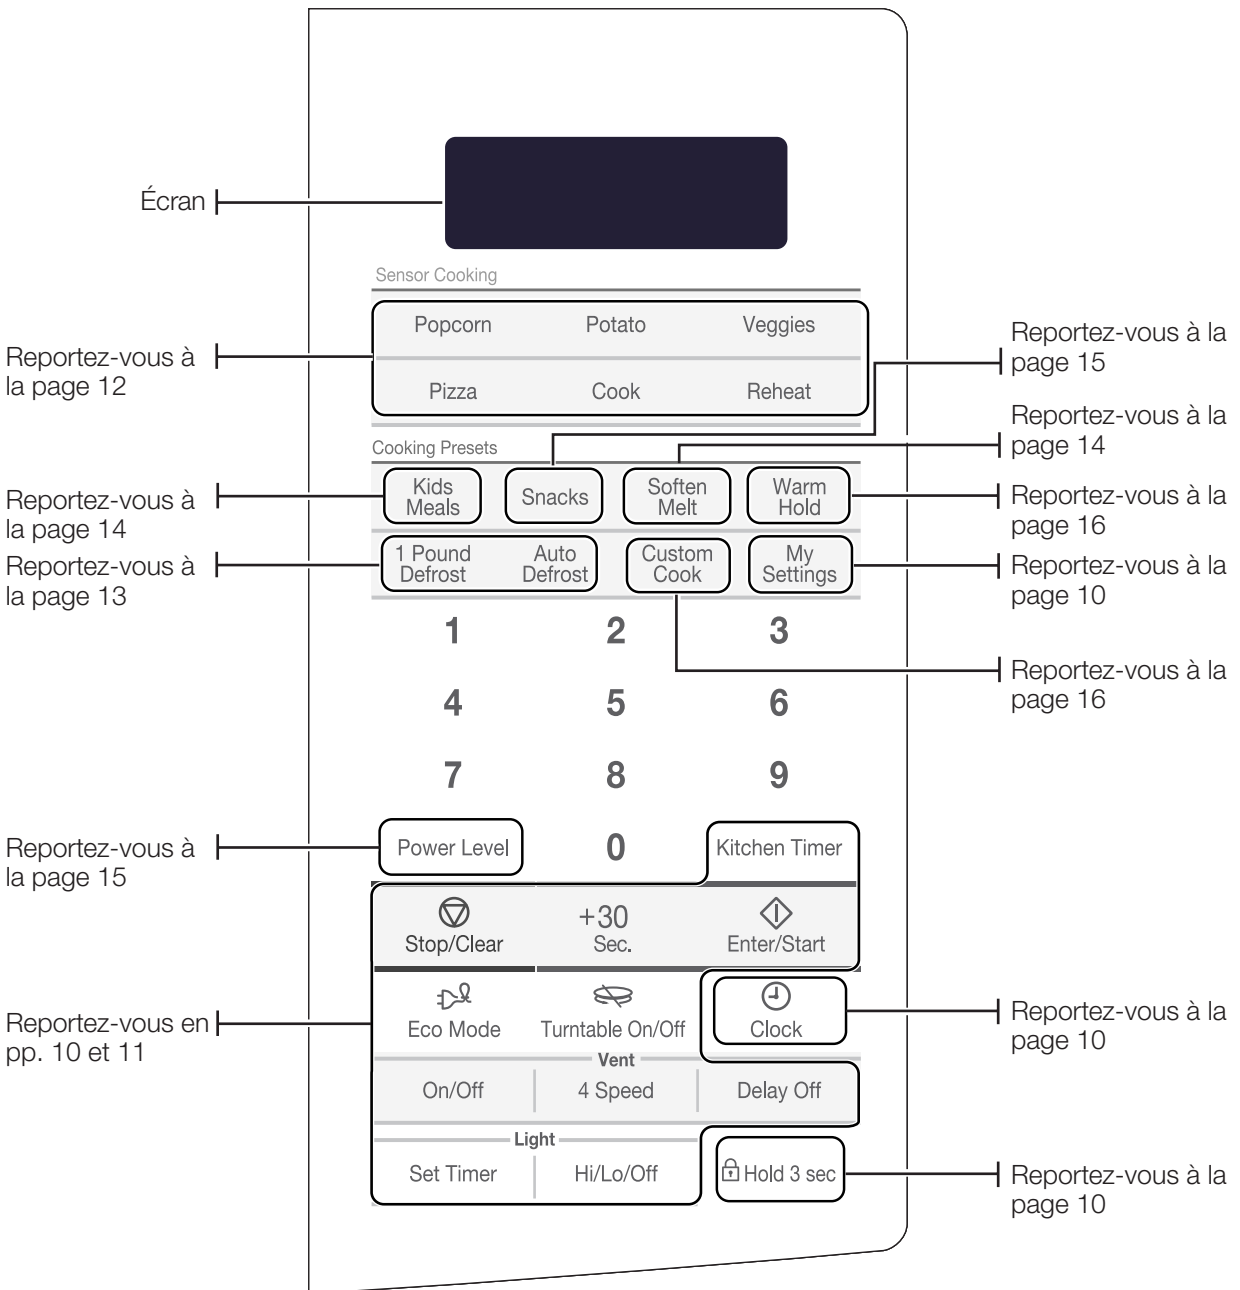 Écran
Sensor Cooking
Popcorn Potato Veggies
Pizza Cook Reheat
Reportez-vous à
la page 12
Reportez-vous à la
page 15
Reportez-vous à la
page 14
Cooking Presets
Kids
Meals
Snacks
Soften
Melt
Warm
Hold
Reportez-vous à
la page 14
Reportez-vous à la
page 16
1 Pound
Defrost
Auto
Defrost
Custom
Cook
My
Settings
Reportez-vous à
la page 13
Reportez-vous à la
page 10
Reportez-vous à la
page 16
1 2 3
4 5 6
7 8 9
Power Level 0 Kitchen Timer
Reportez-vous à
la page 15
Stop/Clear
+30
Sec.
Enter/Start
Eco Mode Turntable On/Off Clock
Reportez-vous en
pp. 10 et 11
Reportez-vous à la
page 10
Vent
On/Off 4 Speed Delay Off
Light
Set Timer Hi/Lo/Off Hold 3 sec
Reportez-vous à la
page 10